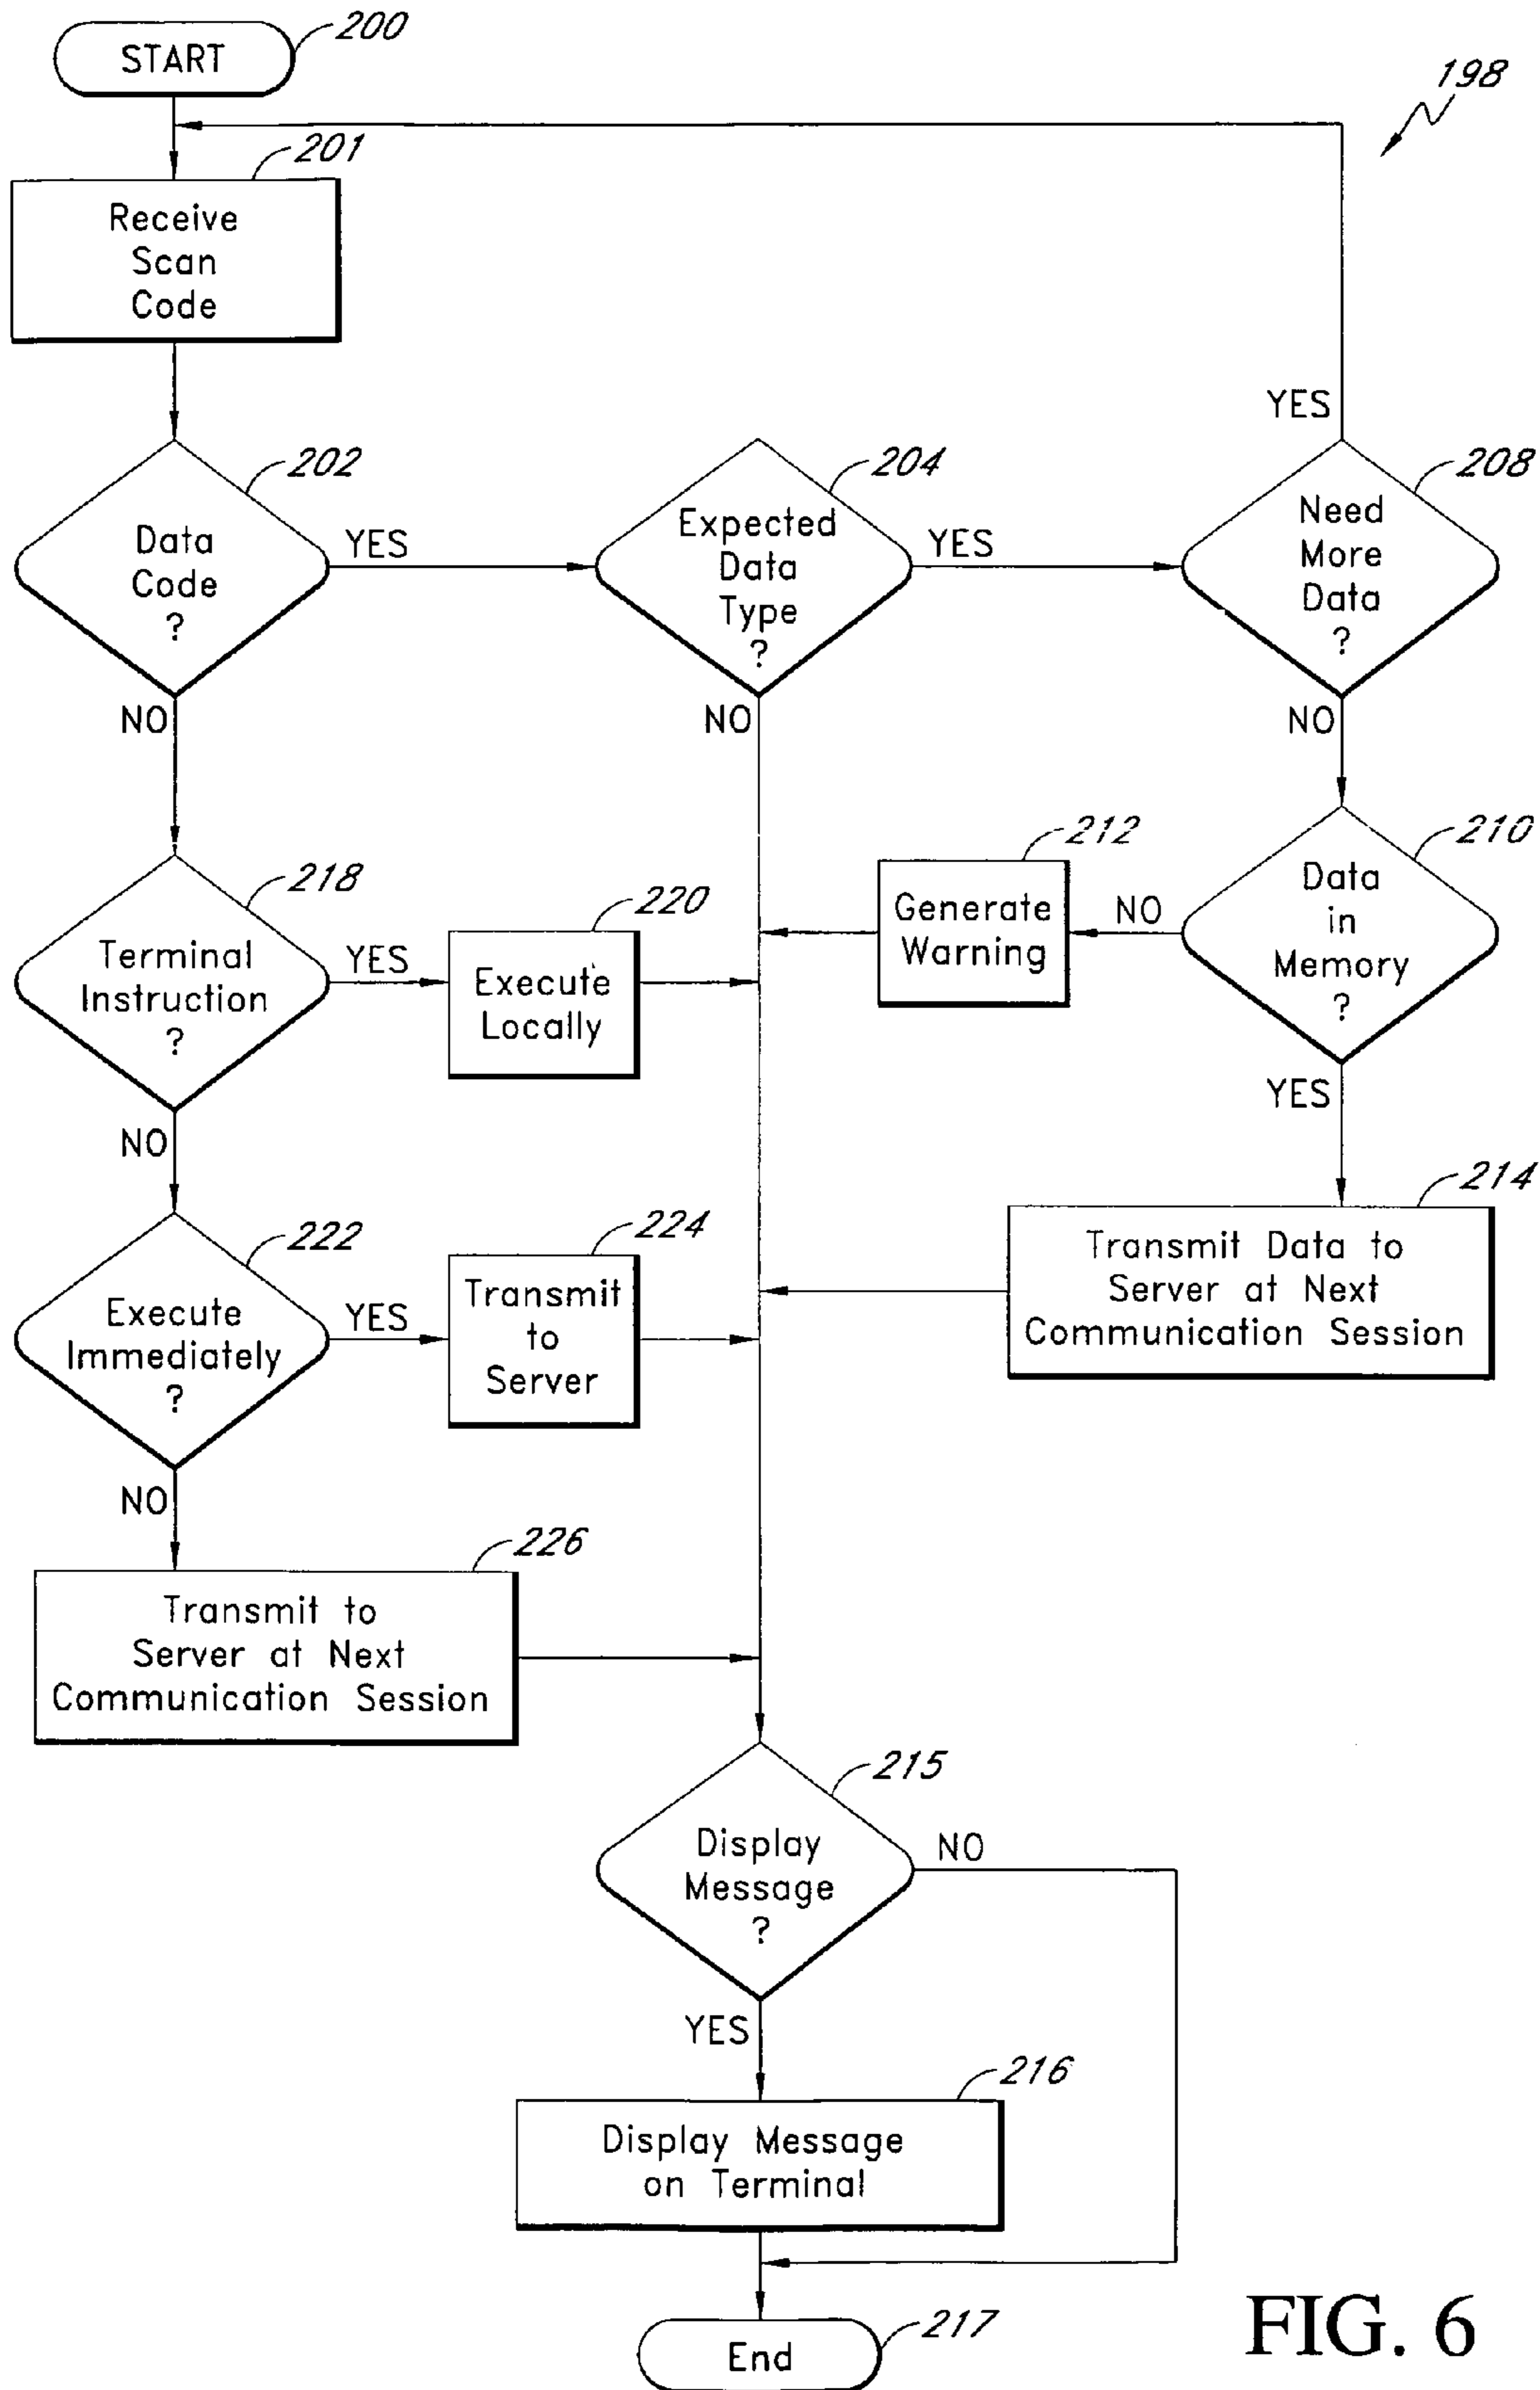 START
200
198
201
Receive
Scan
Code
YES
202
Data
Code
?
YES
NO
204
Expected
Data
Type
?
YES
NO
208
Need
More
Data
?
NO
218
Terminal
Instruction
?
YES
NO
220
Execute
Locally
212
Generate
Warning
NO
210
Data
in
Memory
?
YES
222
Execute
Immediately
?
YES
NO
224
Transmit
to
Server
214
Transmit Data to
Server at Next
Communication Session
226
Transmit to
Server at Next
Communication Session
215
Display
Message
?
NO
YES
216
Display Message
on Terminal
End
217
FIG. 6